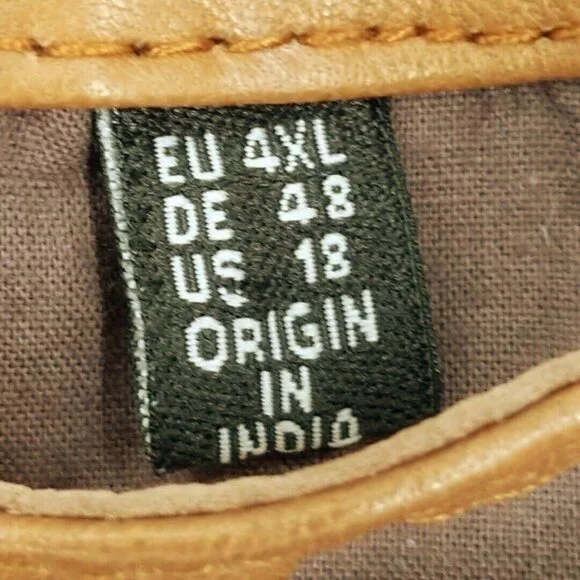 EU 4XL
DE 48
US 18
ORIGIN
IN
INDIA